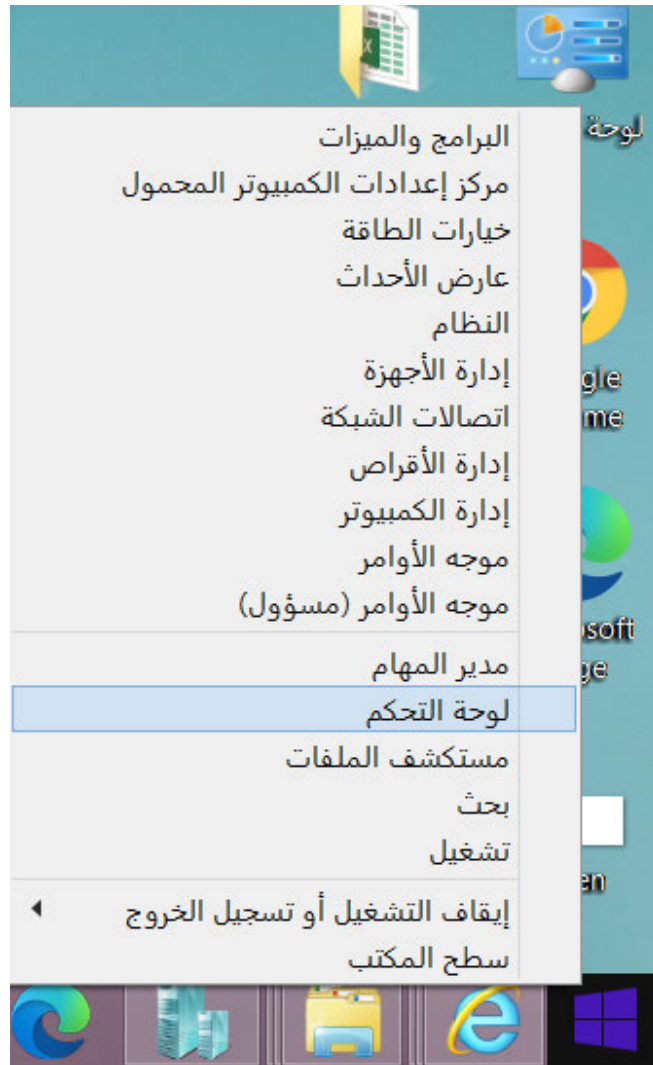 لوحة
البرامج والميزات
مركز إعدادات الكمبيوتر المحمول
خيارات الطاقة
عارض الأحداث
النظام
إدارة الأجهزة
اتصالات الشبكة
إدارة الأقراص
إدارة الكمبيوتر
موجه الأوامر
موجه الأوامر (مسؤول)
مدير المهام
لوحة التحكم
مستكشف الملفات
بحث
تشغيل
إيقاف التشغيل أو تسجيل الخروج
سطح المكتب